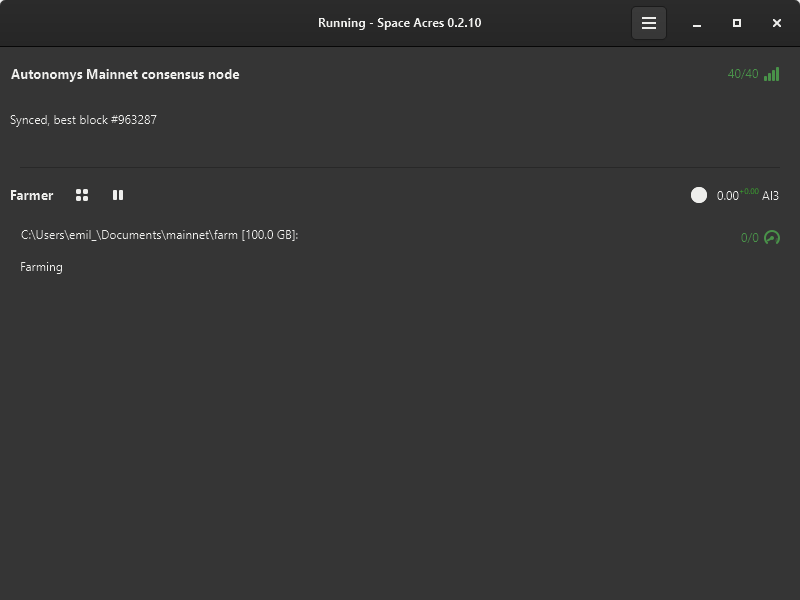 Running - Space Acres 0.2.10
Autonomys Mainnet consensus node
40/40
Synced, best block #963287
Farmer
0.00+0.00 AI3
C:\Users\emil_\Documents\mainnet\farm [100.0 GB]:
0/0
Farming